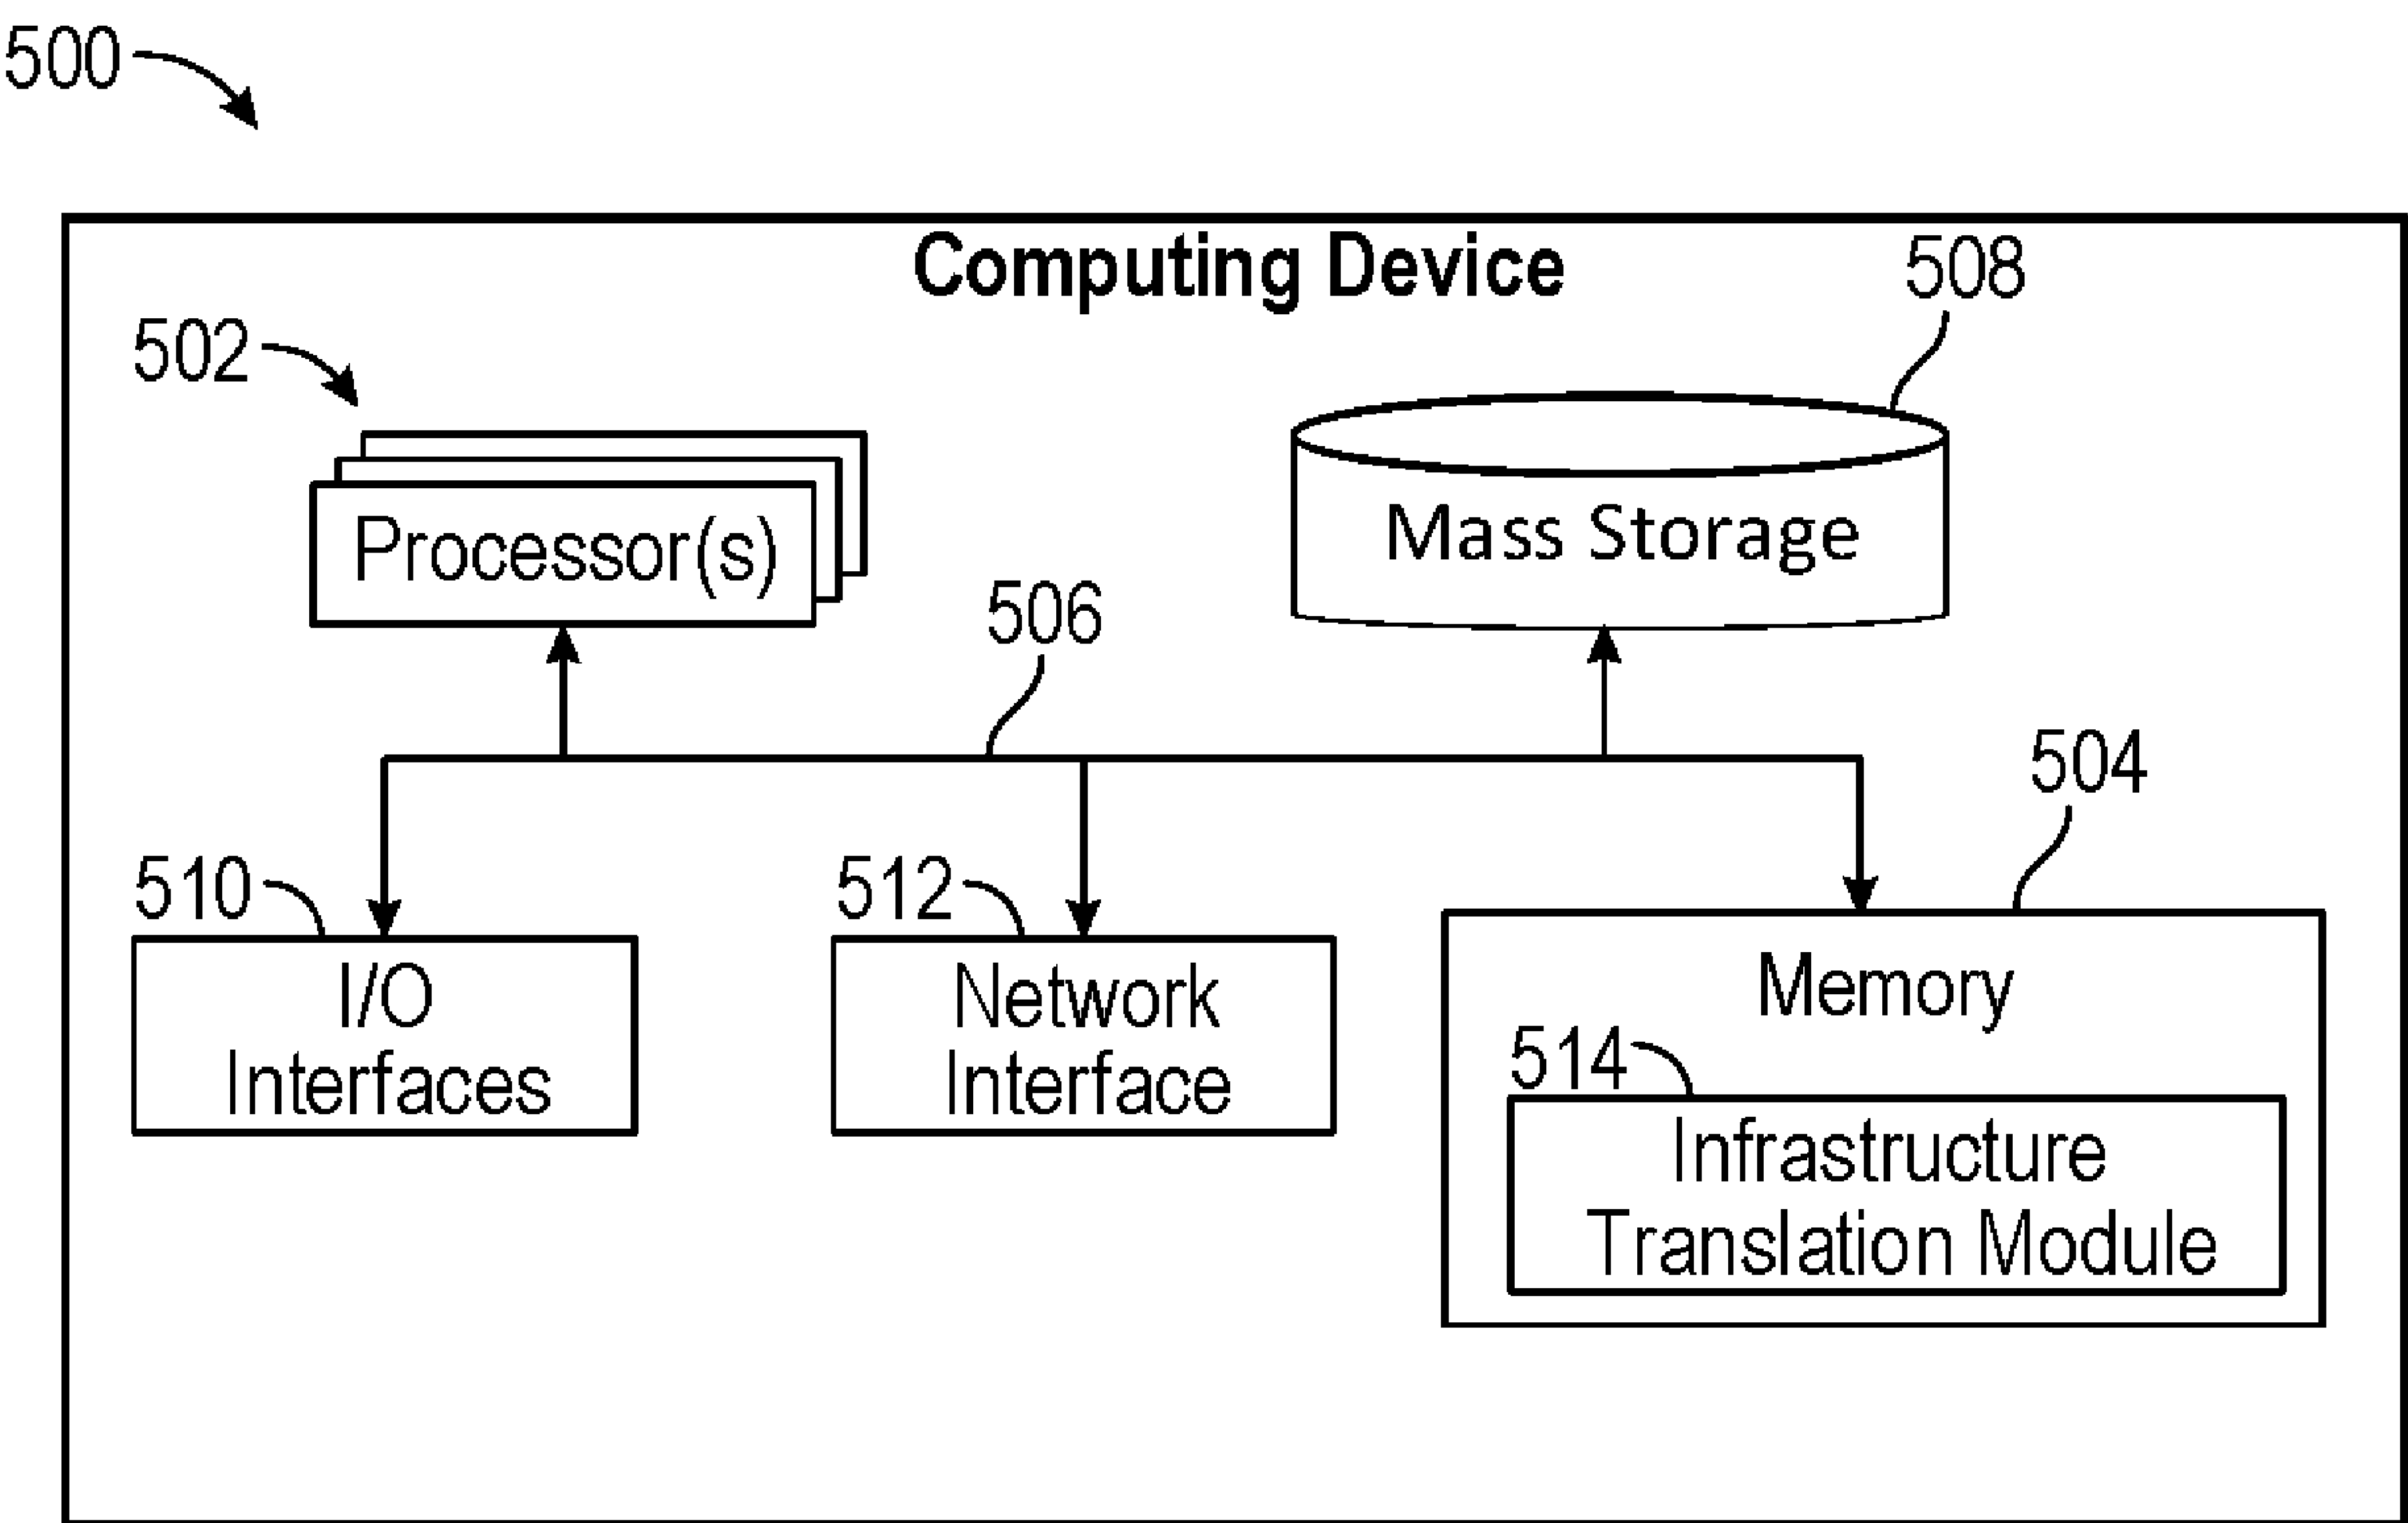 500
Computing Device
508
502
Processor(s)
Mass Storage
506
504
510
512
I/O
Interfaces
Network
Interface
Memory
514
Infrastructure
Translation Module